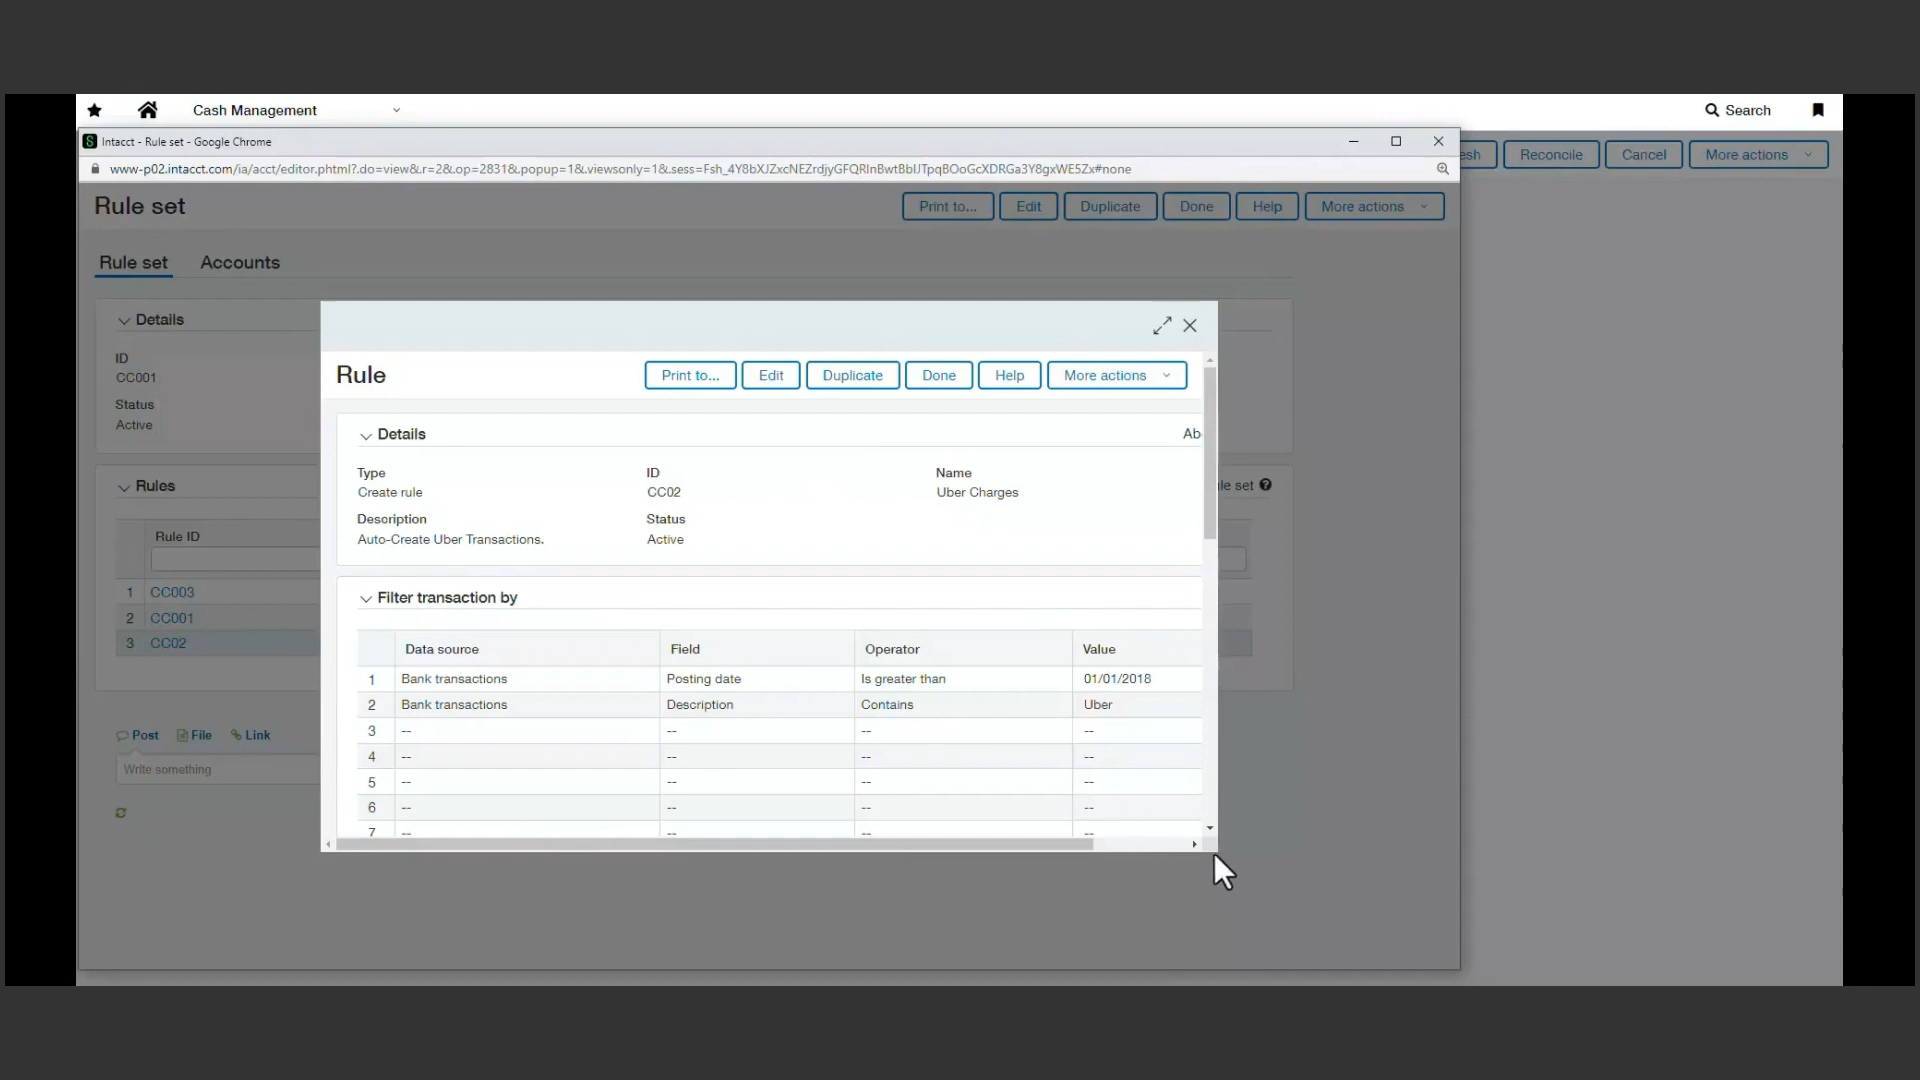 Cash Management
Search
Intacct - Rule set - Google Chrome
esh
Reconcile
Cancel
More actions
www-p02.intacct.com/ia/acct/editor.phtml?.do=view&.r=2&.op=2831&.popup=1&.viewsonly=1&.sess=Fsh_4Y8bXJZxcNEZrdjyGFQRInBwtBbIJTpqBOoGcXDRGa3Y8gxWE5Zx#none
Rule set
Print to...
Edit
Duplicate
Done
Help
More actions
Rule set
Accounts
Details
ID
CC001
Status
Active
Rules
le set
Rule ID
1 CC003
2 CC001
3 CC02
Post
File
Link
Write something
Rule
Print to...
Edit
Duplicate
Done
Help
More actions
Details
Ab
Type
ID
Name
Create rule
CC02
Uber Charges
Description
Status
Auto-Create Uber Transactions.
Active
Filter transaction by
Data source Field Operator Value
1 Bank transactions Posting date Is greater than 01/01/2018
2 Bank transactions Description Contains Uber
3 -- -- -- --
4 -- -- -- --
5 -- -- -- --
6 -- -- -- --
7 -- -- -- --